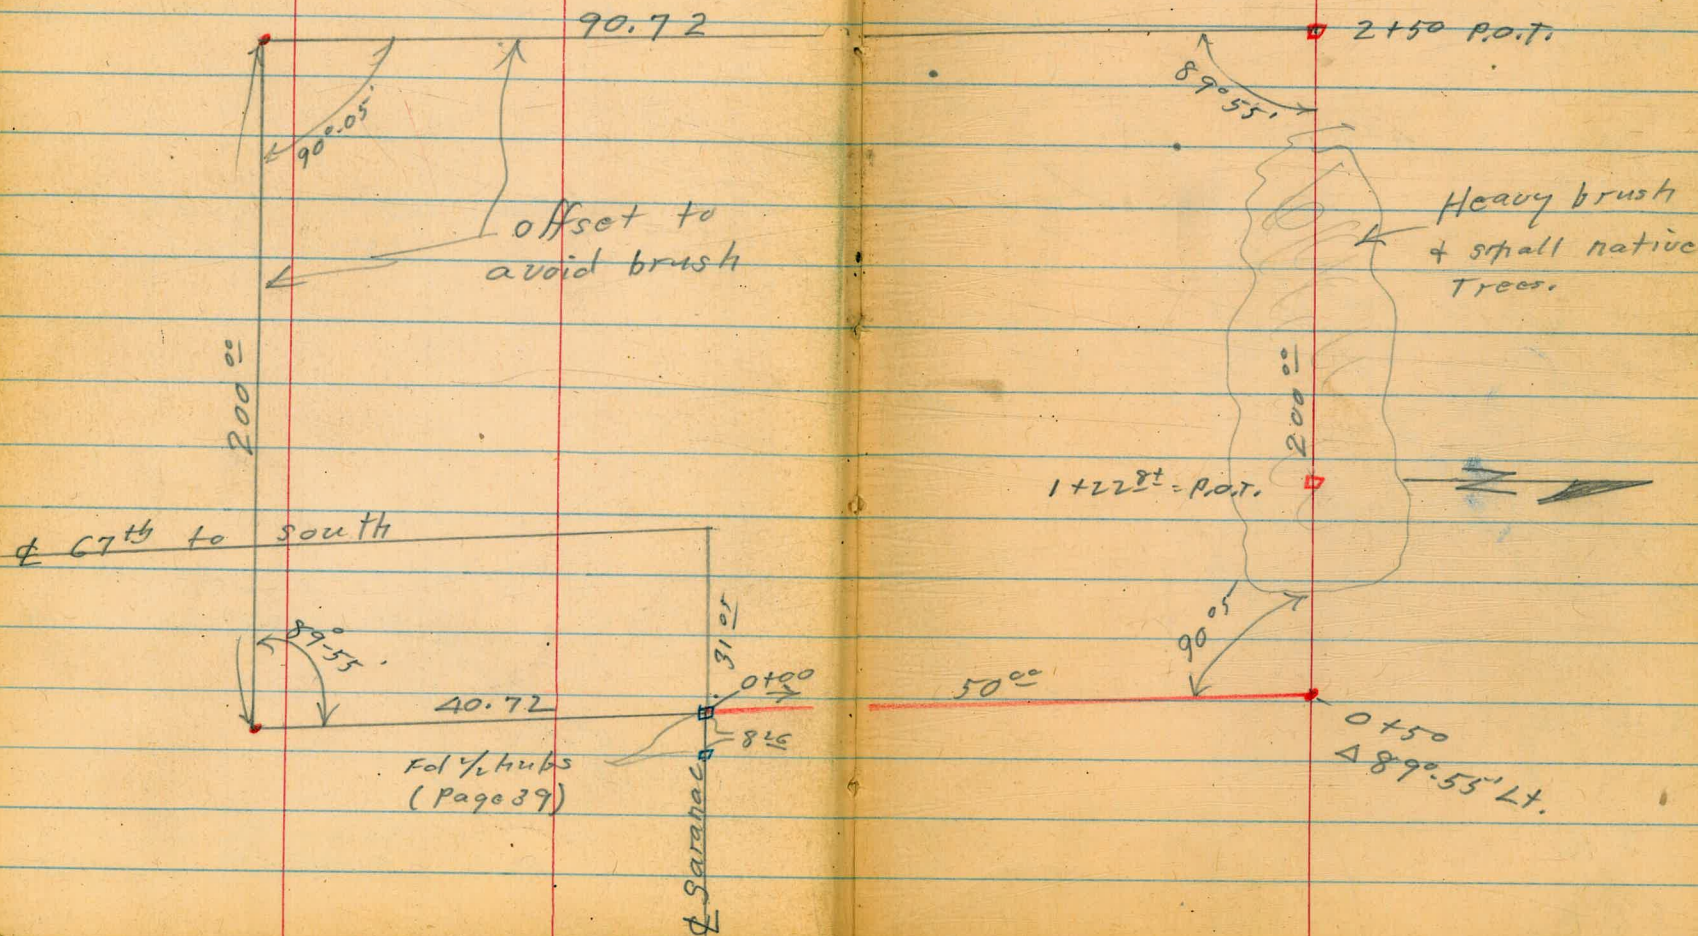 90.72
2+50 P.O.T.
89°55'
90°-05'
Heavy brush
& small native
Trees.
offset to
avoid brush
200 00
200 00
1+22 84 = P.O.T.
℄ 67th to south
31 05
90° 05
89°-55'
0+00
50 00
40.72
8 26
0+50
Δ 89°-55' Lt.
Fd 4/2 hubs
(Page 39)
℄ Saranac